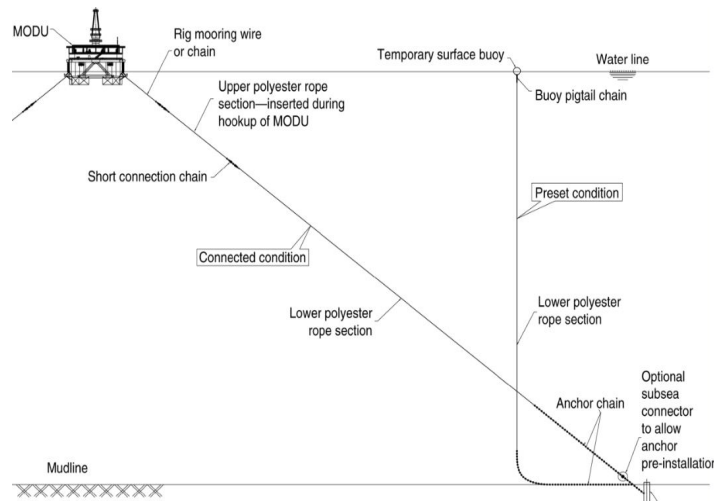 MODU
Rig mooring wire
or chain
Temporary surface buoy
Water line
Buoy pigtail chain
Upper polyester rope
section—inserted during
hookup of MODU
Short connection chain
Preset condition
Connected condition
Lower polyester
rope section
Lower polyester
rope section
Optional
subsea
connector
to allow
anchor
pre-installation
Anchor chain
Mudline